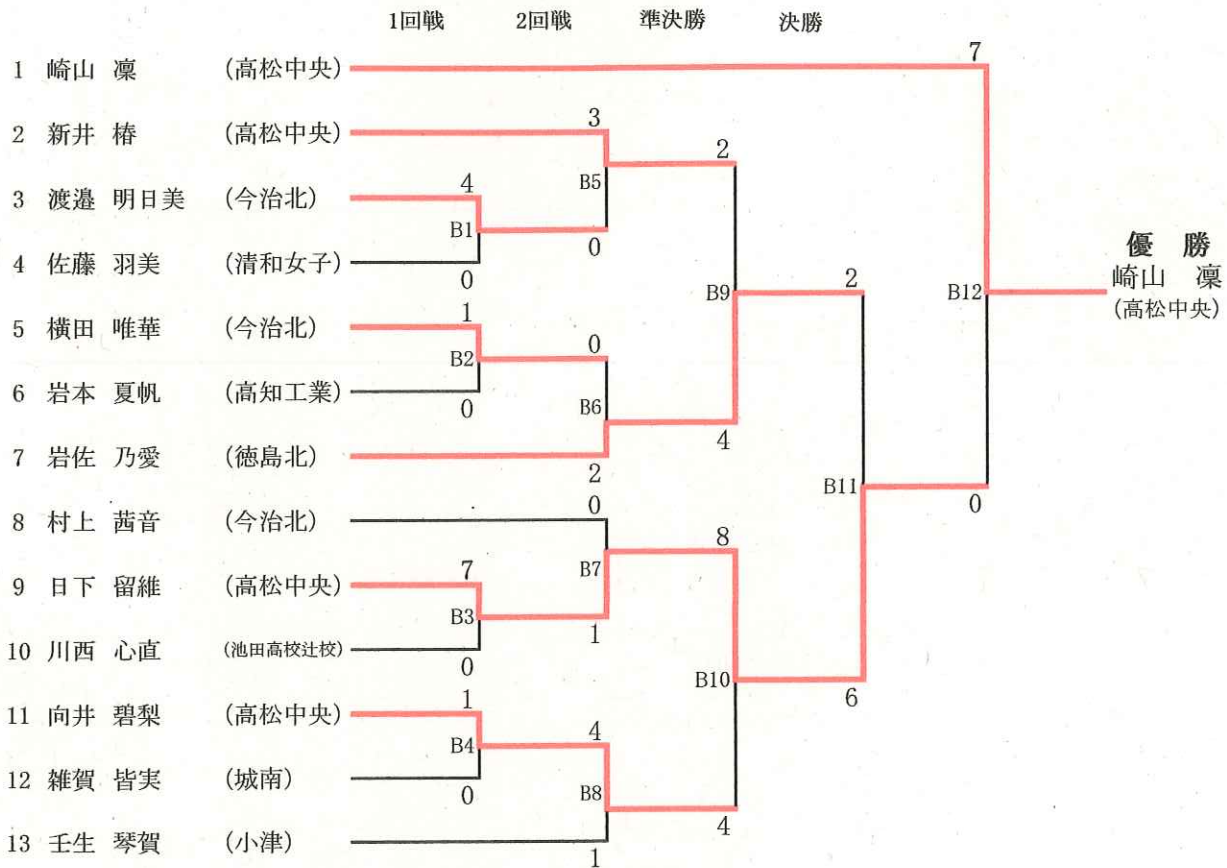 1回戦 2回戦 準決勝 決勝
7
1 崎山 凜 (高松中央)
3
2 新井 椿 (高松中央)
2
B5
4
3 渡邉 明日美 (今治北)
B1
0
優 勝
4 佐藤 羽美 (清和女子)
0
崎山 凜
2
B9
B12
(高松中央)
1
5 横田 唯華 (今治北)
0
B2
6 岩本 夏帆 (高知工業)
0
B6
4
7 岩佐 乃愛 (徳島北)
2
B11
0
0
8 村上 茜音 (今治北)
8
7
B7
9 日下 留維 (高松中央)
B3
1
10 川西 心直 (池田高校辻校)
0
B10
6
1
11 向井 碧梨 (高松中央)
4
B4
12 雑賀 皆実 (城南)
0
B8
4
13 壬生 琴賀 (小津)
1